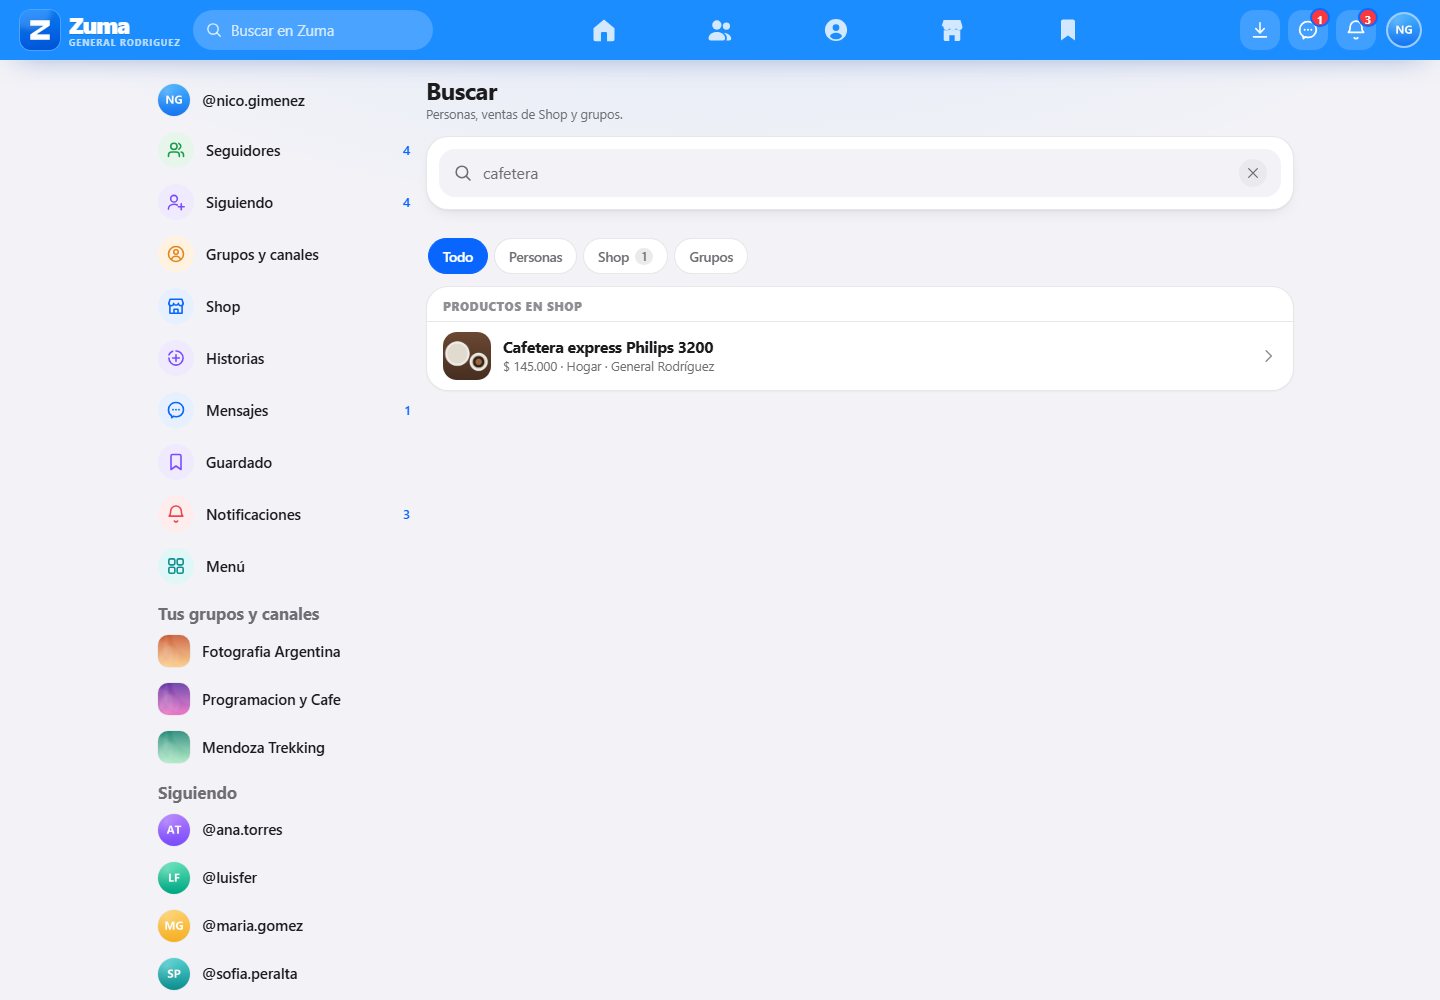 Z
Zuma
GENERAL RODRIGUEZ
Buscar en Zuma
1
3
NG
NG
@nico.gimenez
Seguidores 4
Siguiendo 4
Grupos y canales
Shop
Historias
Mensajes 1
Guardado
Notificaciones 3
Menú
Tus grupos y canales
Fotografia Argentina
Programacion y Cafe
Mendoza Trekking
Siguiendo
AT @ana.torres
LF @luisfer
MG @maria.gomez
SP @sofia.peralta
Buscar
Personas, ventas de Shop y grupos.
cafetera
Todo Personas Shop 1 Grupos
PRODUCTOS EN SHOP
Cafetera express Philips 3200
$ 145.000 · Hogar · General Rodríguez